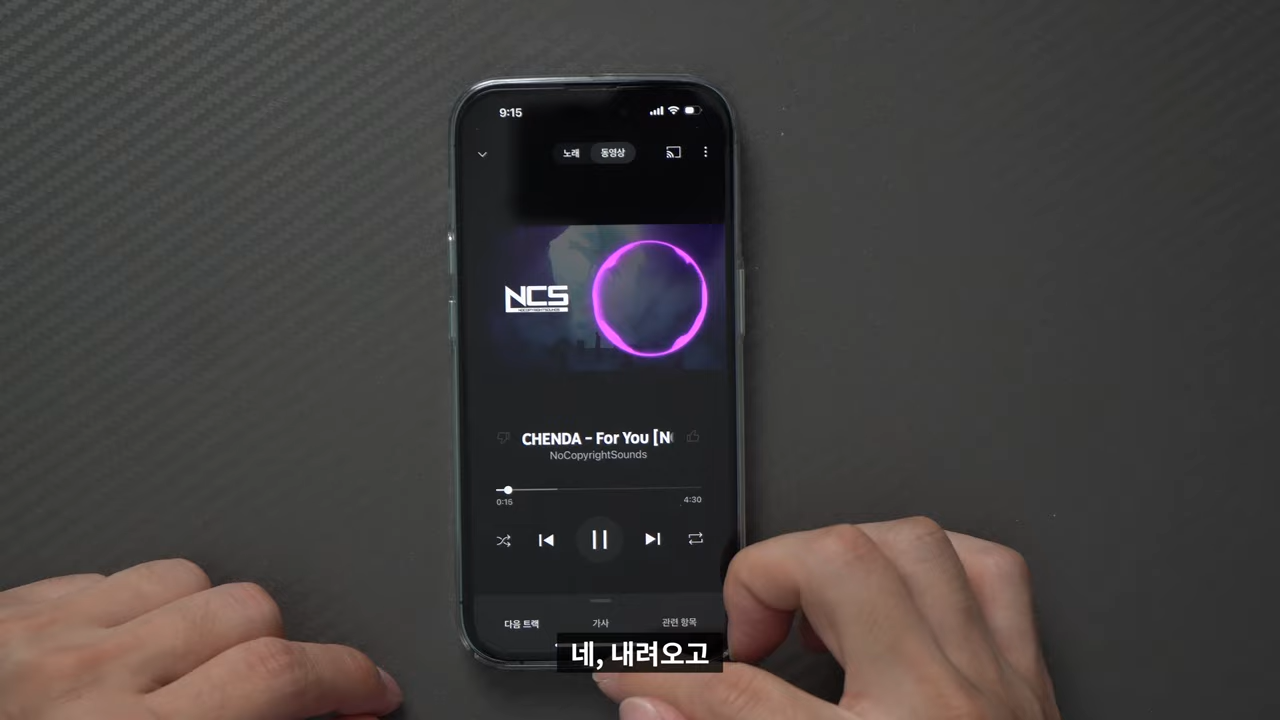 9:15
노래 동영상
NCS
NOCOPYRIGHTSOUNDS
CHENDA - For You [N
NoCopyrightSounds
0:15 4:30
다음 트랙 가사 관련 항목
네, 내려오고